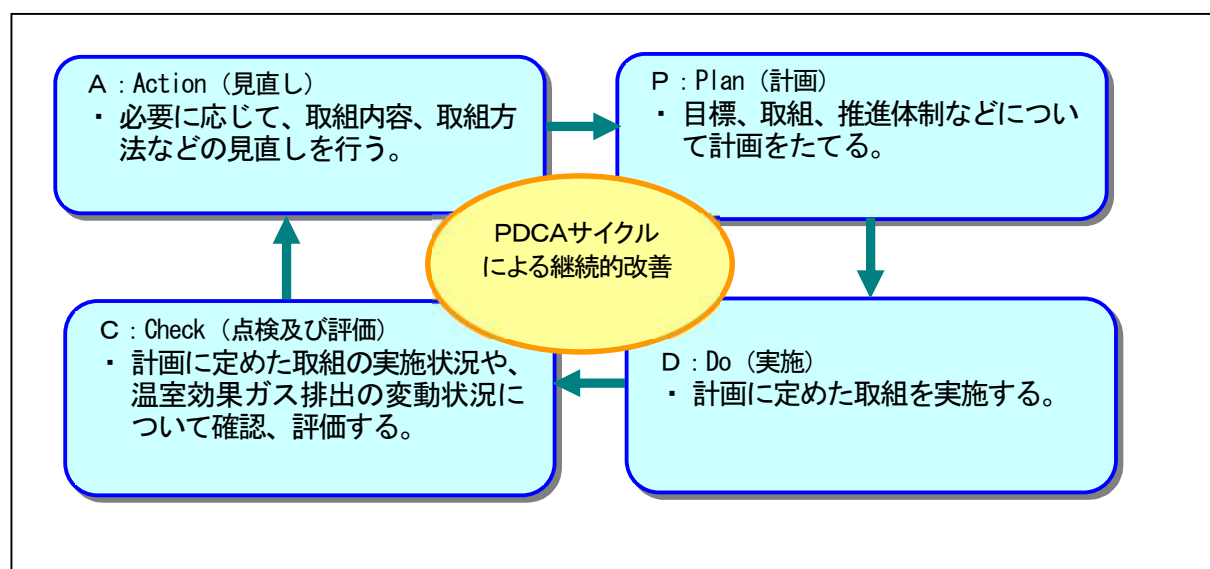 A：Action（見直し）
・ 必要に応じて、取組内容、取組方
法などの見直しを行う。
P：Plan（計画）
・ 目標、取組、推進体制などについ
て計画をたてる。
PDCAサイクル
による継続的改善
C：Check（点検及び評価）
・ 計画に定めた取組の実施状況や、
温室効果ガス排出の変動状況に
ついて確認、評価する。
D：Do（実施）
・ 計画に定めた取組を実施する。